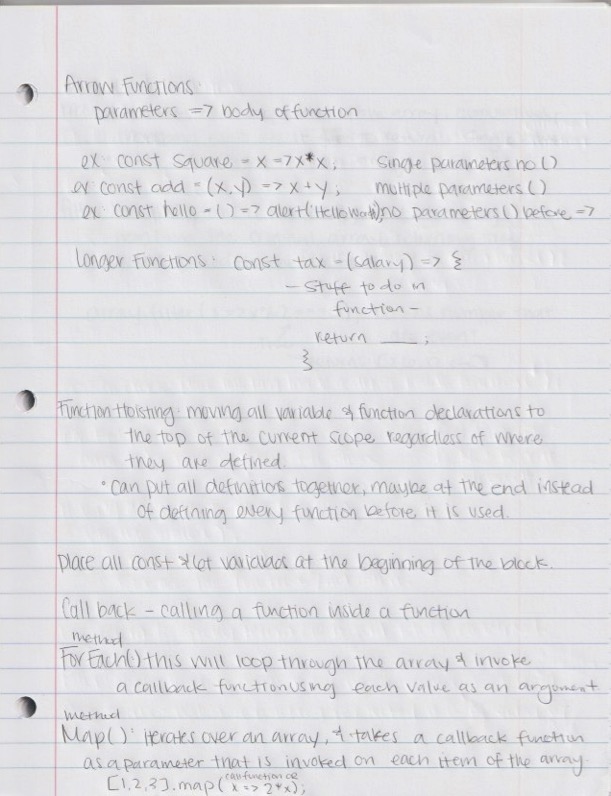 Arrow Functions:
parameters => body of function
ex: const square = x => x*x; Singe parameters no ()
ex const add = (x,y) => x+y; multiple parameters ()
ex: const hello = () => alert('Hello World') no parameters () before =>
Longer Functions: const tax = (salary) => {
- Stuff to do in
function -
return ___;
}
Function Hoisting: moving all variable & function declarations to
the top of the current scope regardless of where
they are defined.
• can put all definitions together, maybe at the end instead
of defining every function before it is used.
place all const & let variables at the beginning of the block.
Call back - calling a function inside a function
method
ForEach() this will loop through the array & invoke
a callback function using each value as an argoment
method
Map(): iterates over an array, & takes a callback function
as a parameter that is invoked on each item of the array.
can function
[1,2,3].map( x => 2*x);